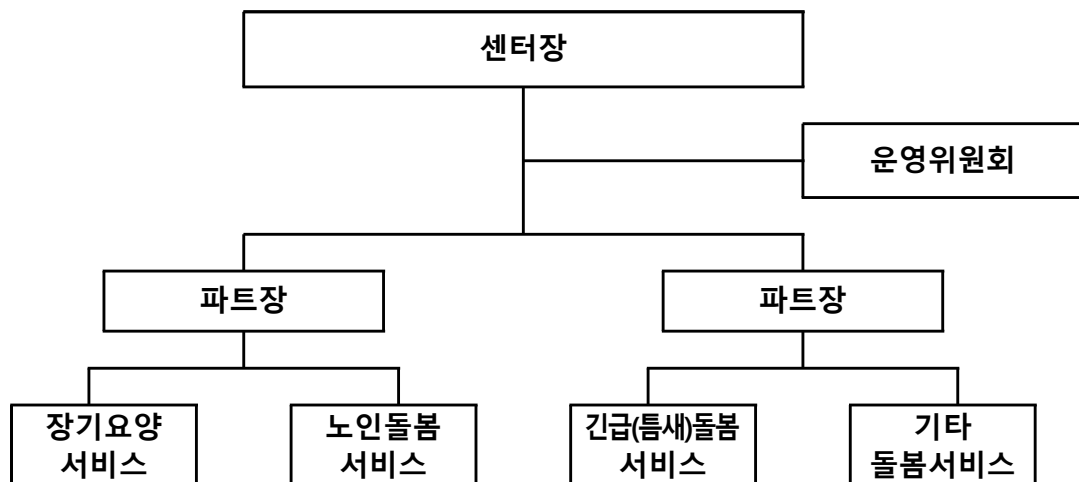 센터장
운영위원회
파트장
파트장
장기요양
서비스
노인돌봄
서비스
긴급(틈새)돌봄
서비스
기타
돌봄서비스